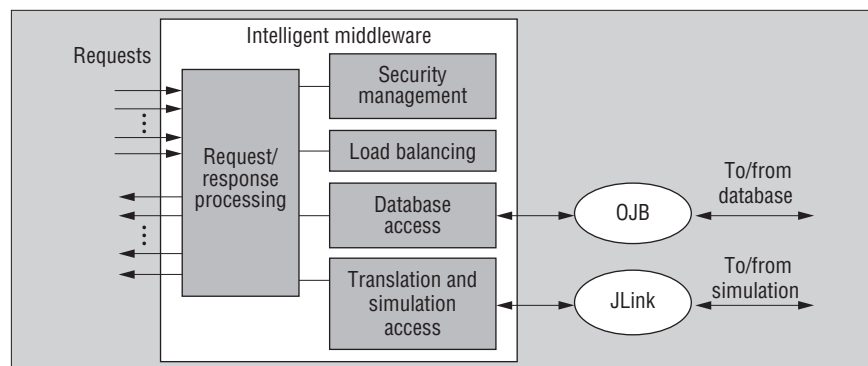 Intelligent middleware
Requests
Request/
response
processing
Security
management
Load balancing
Database
access
Translation and
simulation
access
OJB
To/from
database
JLink
To/from
simulation